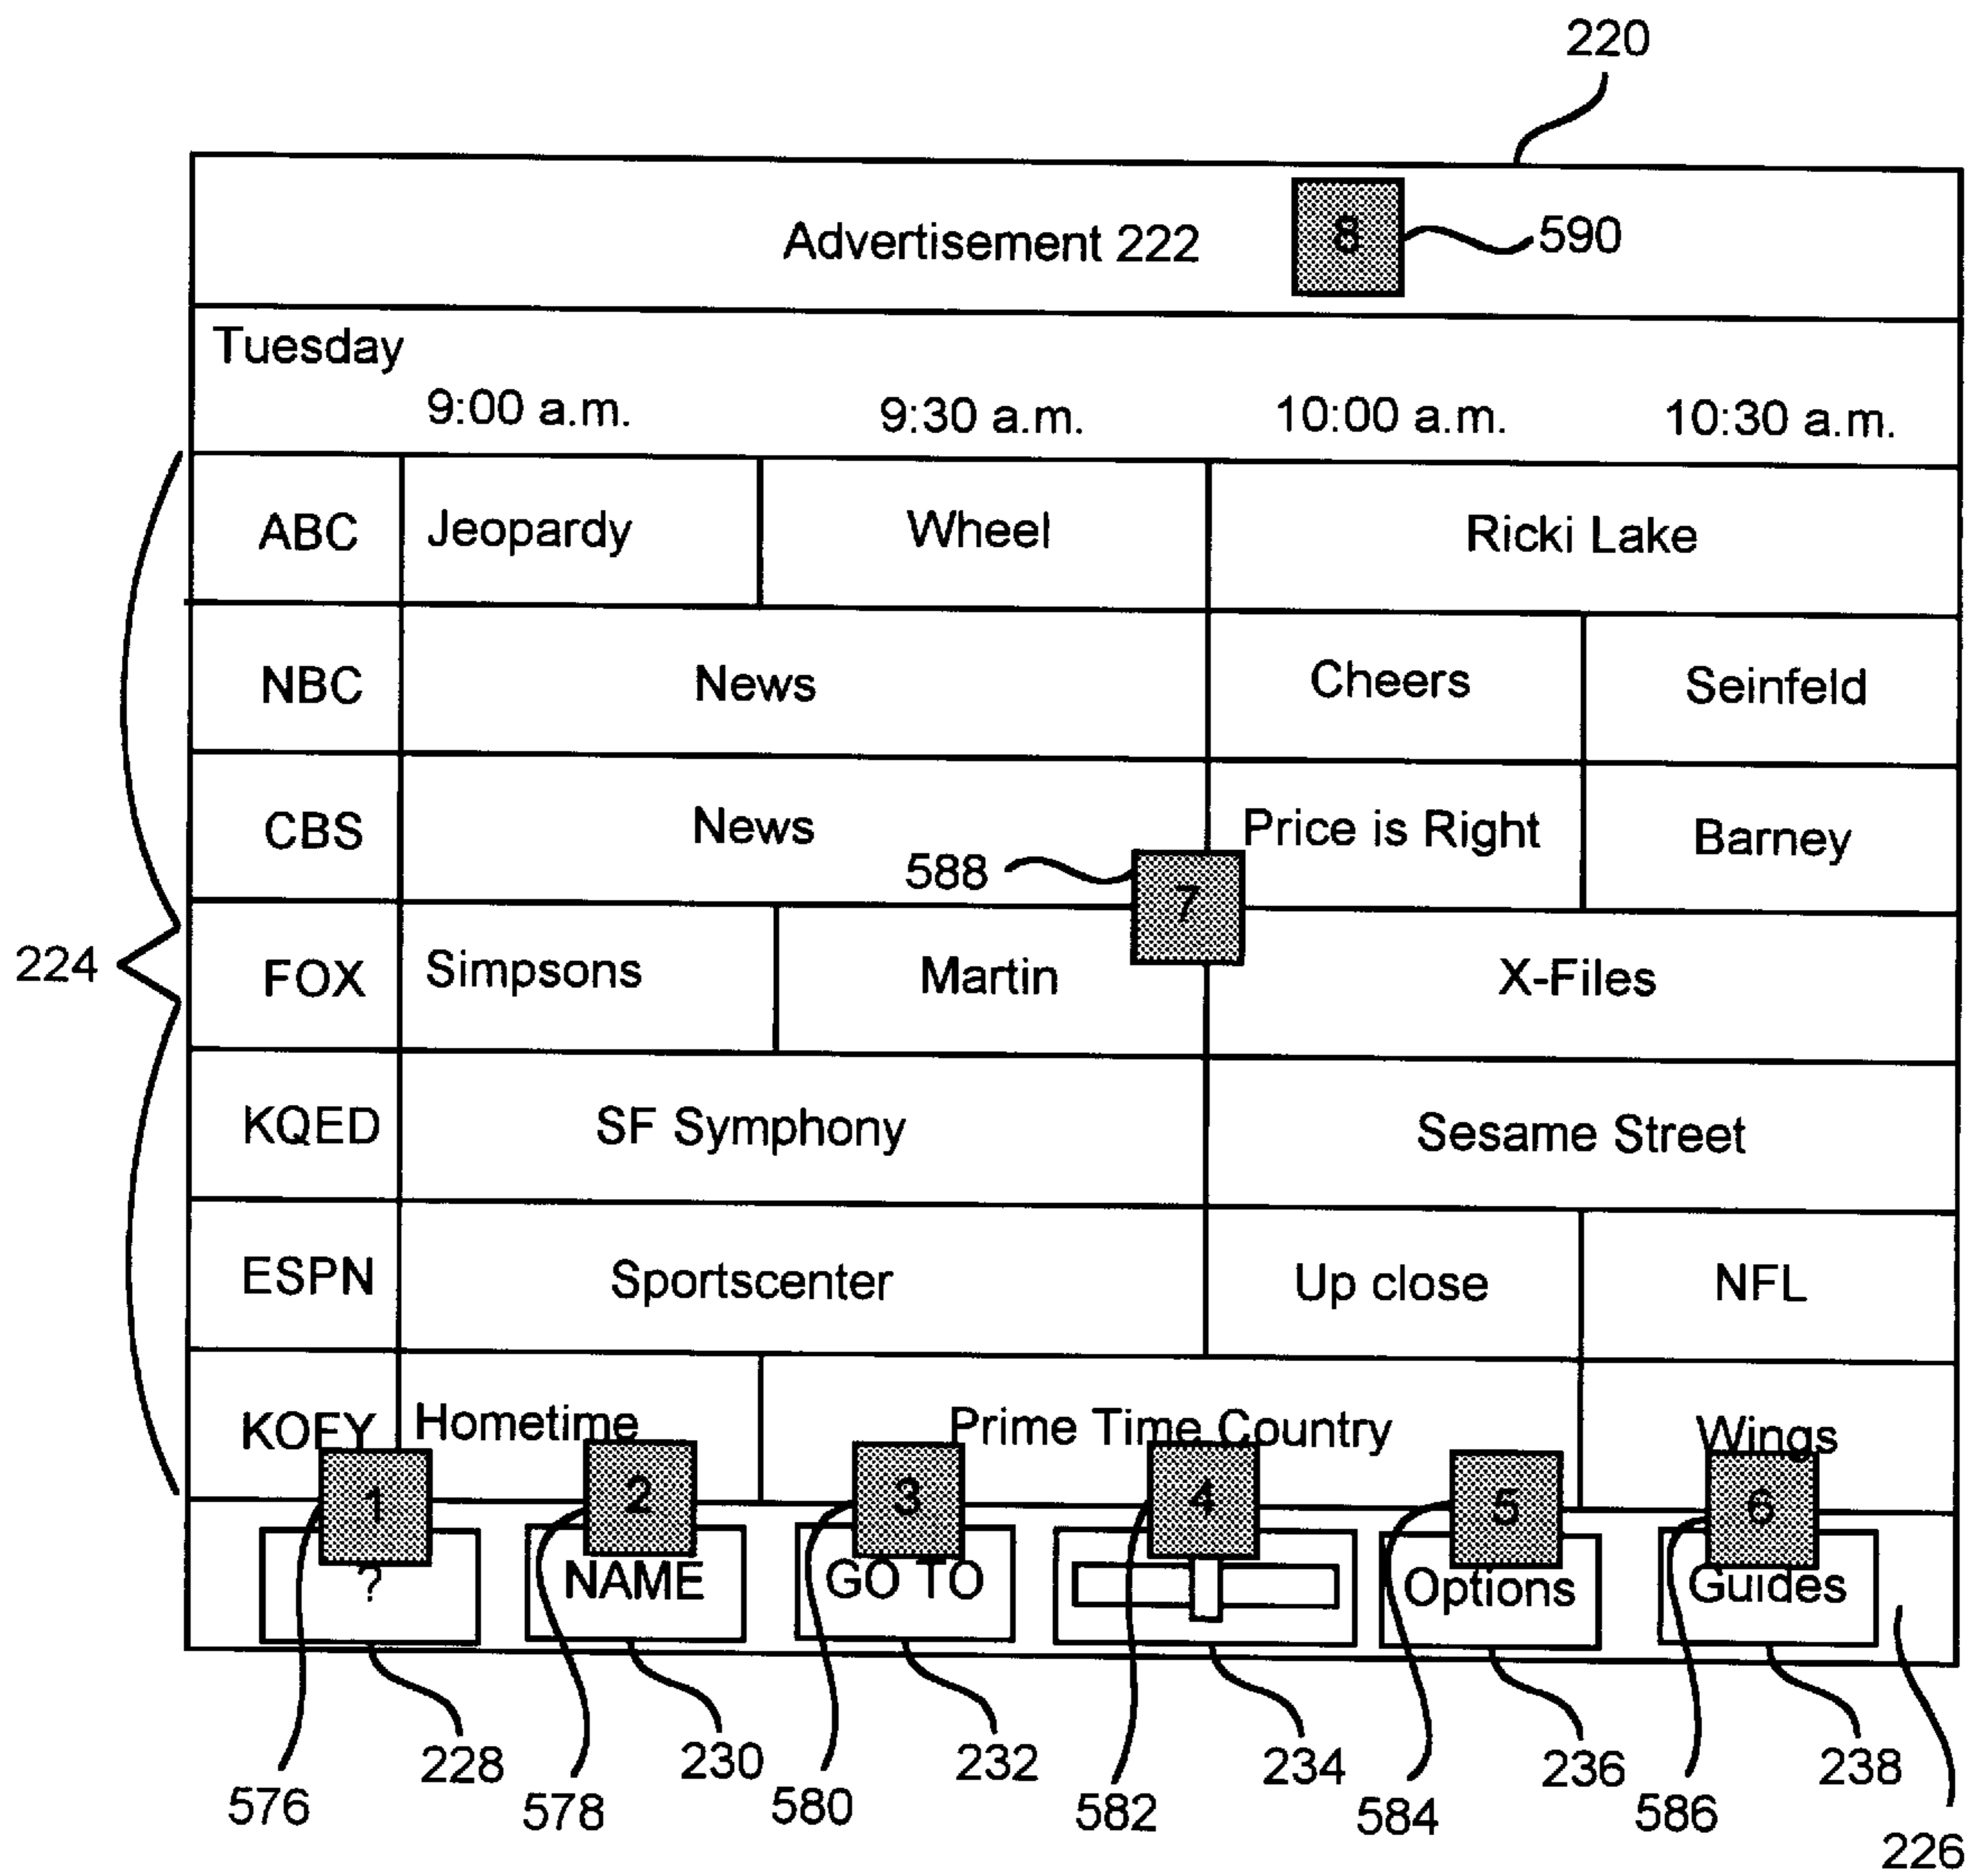 220
Advertisement 222 8 590
Tuesday
9:00 a.m. 9:30 a.m. 10:00 a.m. 10:30 a.m.
ABC Jeopardy Wheel Ricki Lake
NBC News Cheers Seinfeld
CBS News Price is Right Barney
588 7
224 FOX Simpsons Martin X-Files
KQED SF Symphony Sesame Street
ESPN Sportscenter Up close NFL
KOFY Hometime Prime Time Country Wings
1 2 3 4 5 6
? NAME GO TO Options Guides
228 230 232 234 236 238
576 578 580 582 584 586
226